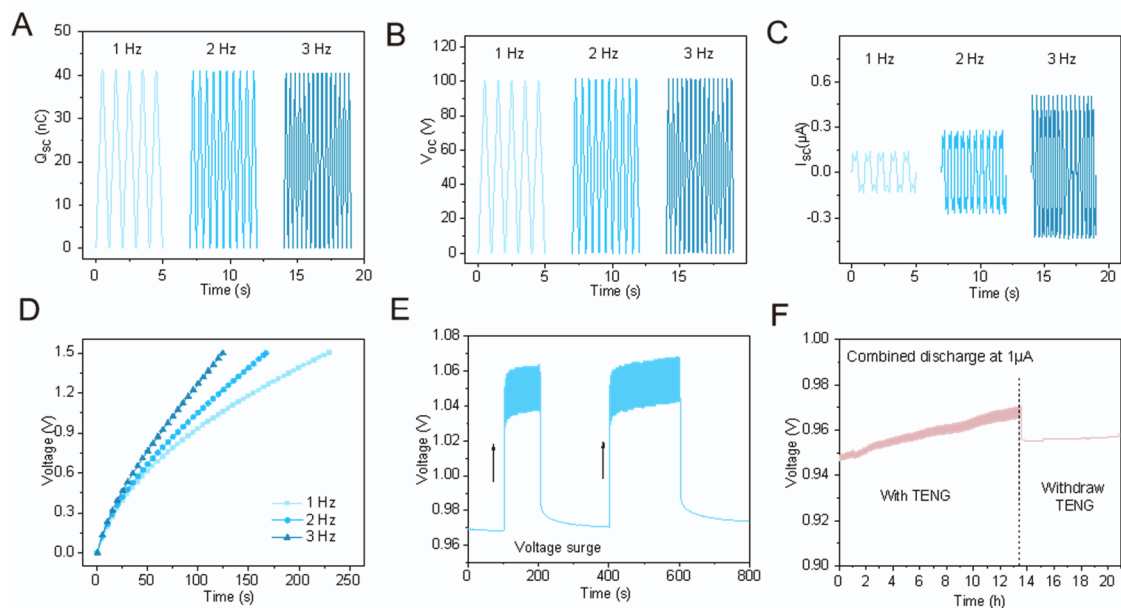 A
50
40
30
20
10
0
Q_SC (nC)
1 Hz 2 Hz 3 Hz
0 5 10 15 20
Time (s)
B
120
100
80
60
40
20
0
V_oc (V)
1 Hz 2 Hz 3 Hz
0 5 10 15
Time (s)
C
0.6
0.3
0.0
-0.3
I_sc(μA)
1 Hz 2 Hz 3 Hz
0 5 10 15 20
Time (s)
D
1.5
1.2
0.9
0.6
0.3
0.0
Voltage (V)
1 Hz
2 Hz
3 Hz
0 50 100 150 200 250
Time (s)
E
1.08
1.06
1.04
1.02
1.00
0.98
0.96
Voltage (V)
Voltage surge
0 200 400 600 800
Time (s)
F
1.00
0.98
0.96
0.94
0.92
0.90
Voltage (V)
Combined discharge at 1μA
With TENG
Withdraw
TENG
0 2 4 6 8 10 12 14 16 18 20
Time (h)